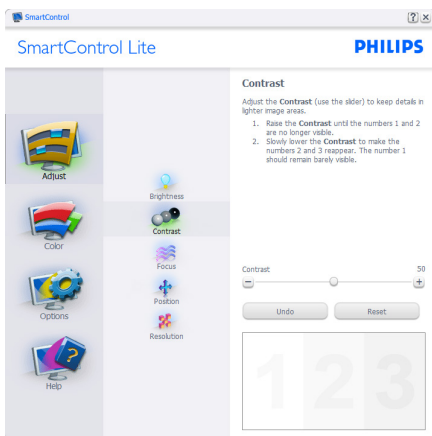 SmartControl
SmartControl Lite
PHILIPS
Adjust
Color
Options
Help
Brightness
Contrast
Focus
Position
Resolution
Contrast
Adjust the Contrast (use the slider) to keep details in
lighter image areas.
1. Raise the Contrast until the numbers 1 and 2
are no longer visible.
2. Slowly lower the Contrast to make the
numbers 2 and 3 reappear. The number 1
should remain barely visible.
Contrast 50
Undo Reset
1 2 3